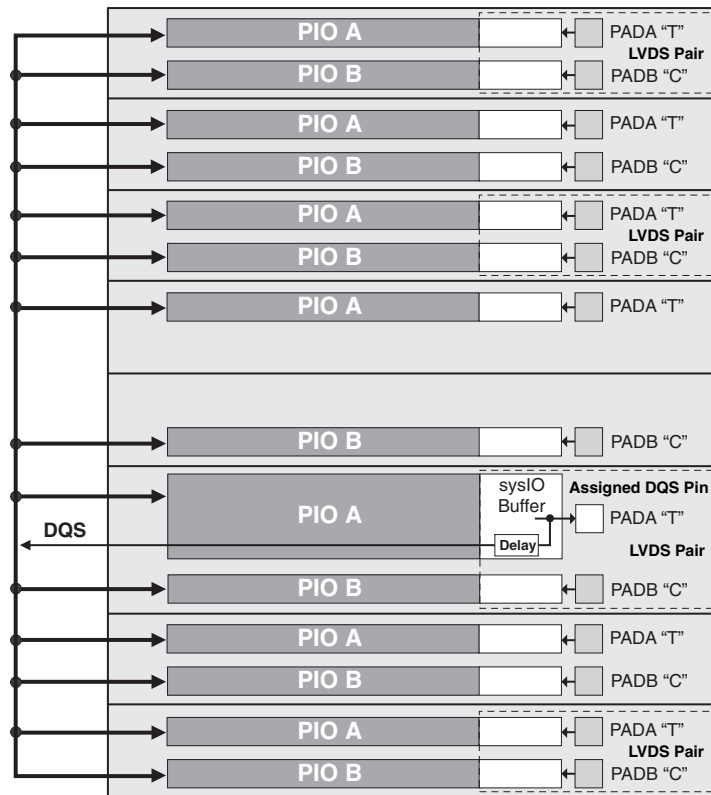 PIO A PADA “T”
LVDS Pair
PIO B PADB “C”
PIO A PADA “T”
PIO B PADB “C”
PIO A PADA “T”
LVDS Pair
PIO B PADB “C”
PIO A PADA “T”
PIO B PADB “C”
sysIO Buffer
Assigned DQS Pin
PIO A PADA “T”
DQS
Delay
LVDS Pair
PIO B PADB “C”
PIO A PADA “T”
PIO B PADB “C”
PIO A PADA “T”
LVDS Pair
PIO B PADB “C”